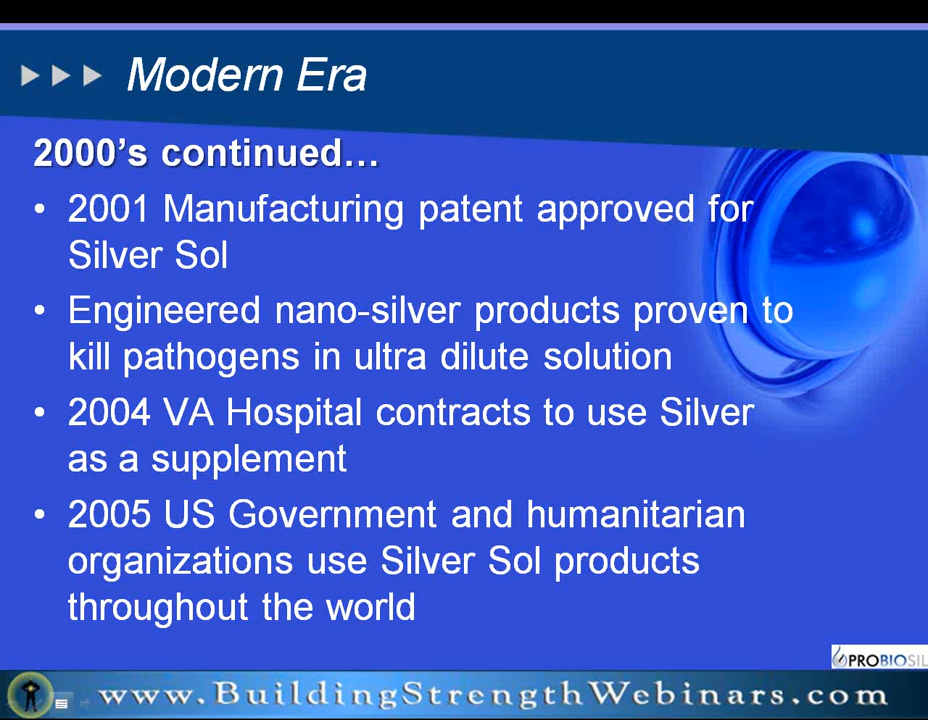 Modern Era
2000's continued...
• 2001 Manufacturing patent approved for
Silver Sol
• Engineered nano-silver products proven to
kill pathogens in ultra dilute solution
• 2004 VA Hospital contracts to use Silver
as a supplement
• 2005 US Government and humanitarian
organizations use Silver Sol products
throughout the world
PROBIOSIL
www.BuildingStrengthWebinars.com